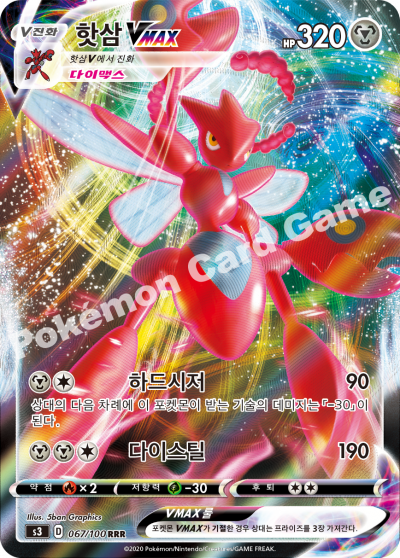 V진화
핫삼 VMAX
HP 320
핫삼V에서 진화
다이맥스
Pokémon Card Game
하드시저 90
상대의 다음 차례에 이 포켓몬이 받는 기술의 데미지는 「-30」이
된다.
다이스틸 190
약점 ×2 저항력 -30 후퇴
Illus. 5ban Graphics
s3 D 067/100 RRR
VMAX 룰
포켓몬VMAX가 기절한 경우 상대는 프라이즈를 3장 가져간다.
©2020 Pokémon/Nintendo/Creatures/GAME FREAK.